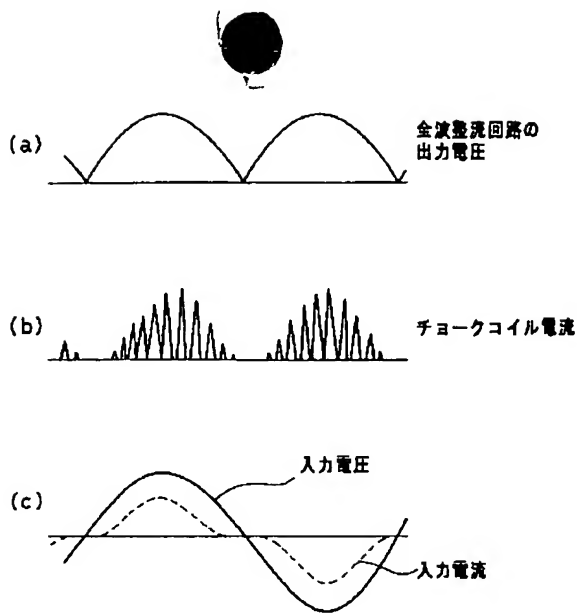 (a)
全波整流回路の
出力電圧
(b)
チョークコイル電流
(c)
入力電圧
入力電流